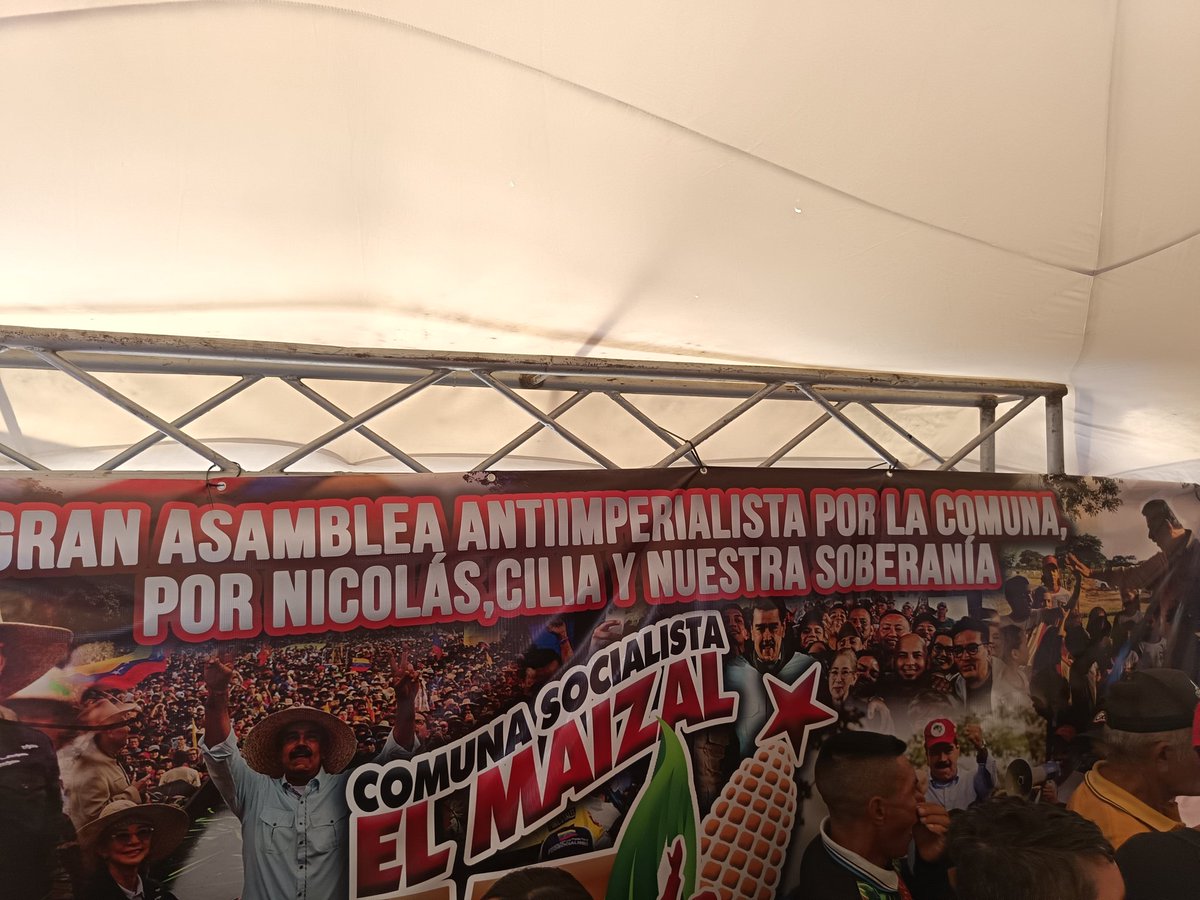 GRAN ASAMBLEA ANTIIMPERIALISTA POR LA COMUNA,
POR NICOLÁS,CILIA Y NUESTRA SOBERANÍA
COMUNA SOCIALISTA
EL MAIZAL